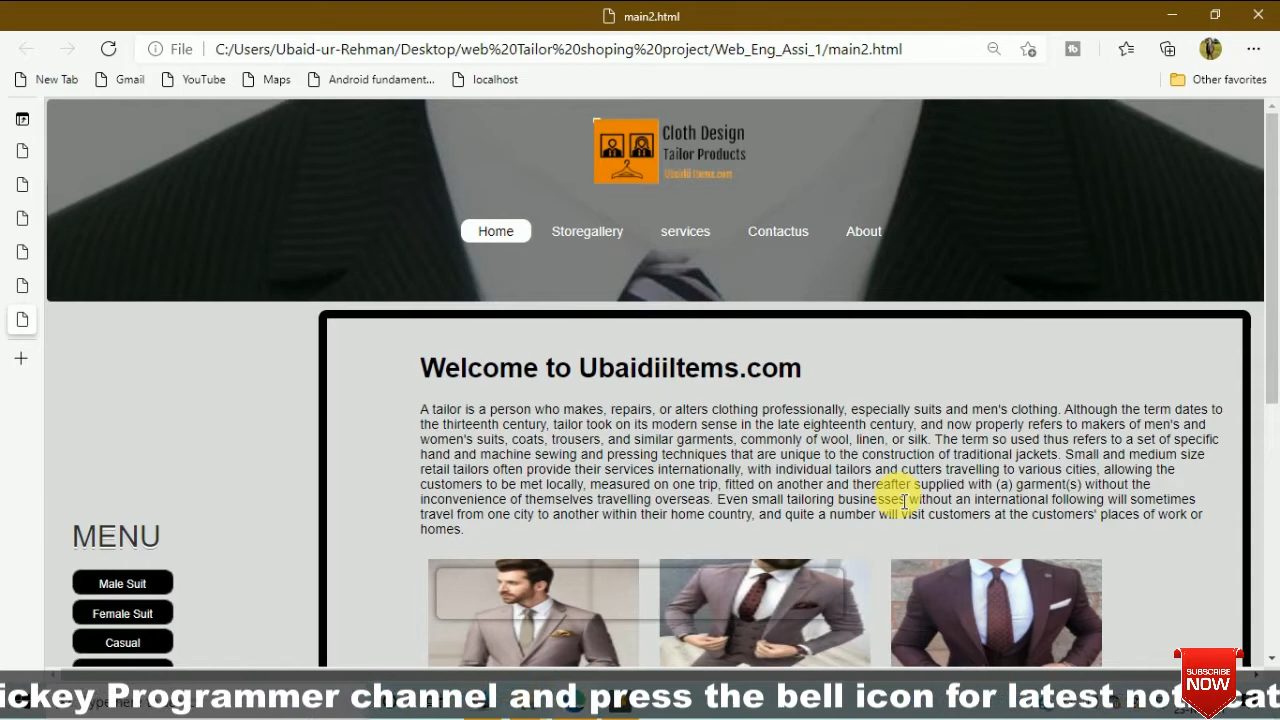 main2.html
File C:/Users/Ubaid-ur-Rehman/Desktop/web%20Tailor%20shoping%20project/Web_Eng_Assi_1/main2.html
New Tab Gmail YouTube Maps Android fundament... localhost Other favorites
Cloth Design
Tailor Products
Ubaidii Items.com
Home Storegallery services Contactus About
Welcome to UbaidiiItems.com
A tailor is a person who makes, repairs, or alters clothing professionally, especially suits and men's clothing. Although the term dates to
the thirteenth century, tailor took on its modern sense in the late eighteenth century, and now properly refers to makers of men's and
women's suits, coats, trousers, and similar garments, commonly of wool, linen, or silk. The term so used thus refers to a set of specific
hand and machine sewing and pressing techniques that are unique to the construction of traditional jackets. Small and medium size
retail tailors often provide their services internationally, with individual tailors and cutters travelling to various cities, allowing the
customers to be met locally, measured on one trip, fitted on another and thereafter supplied with (a) garment(s) without the
inconvenience of themselves travelling overseas. Even small tailoring businesses without an international following will sometimes
travel from one city to another within their home country, and quite a number will visit customers at the customers' places of work or
homes.
MENU
Male Suit
Female Suit
Casual
ickey Programmer channel and press the bell icon for latest not
SUBSCRIBE
NOW